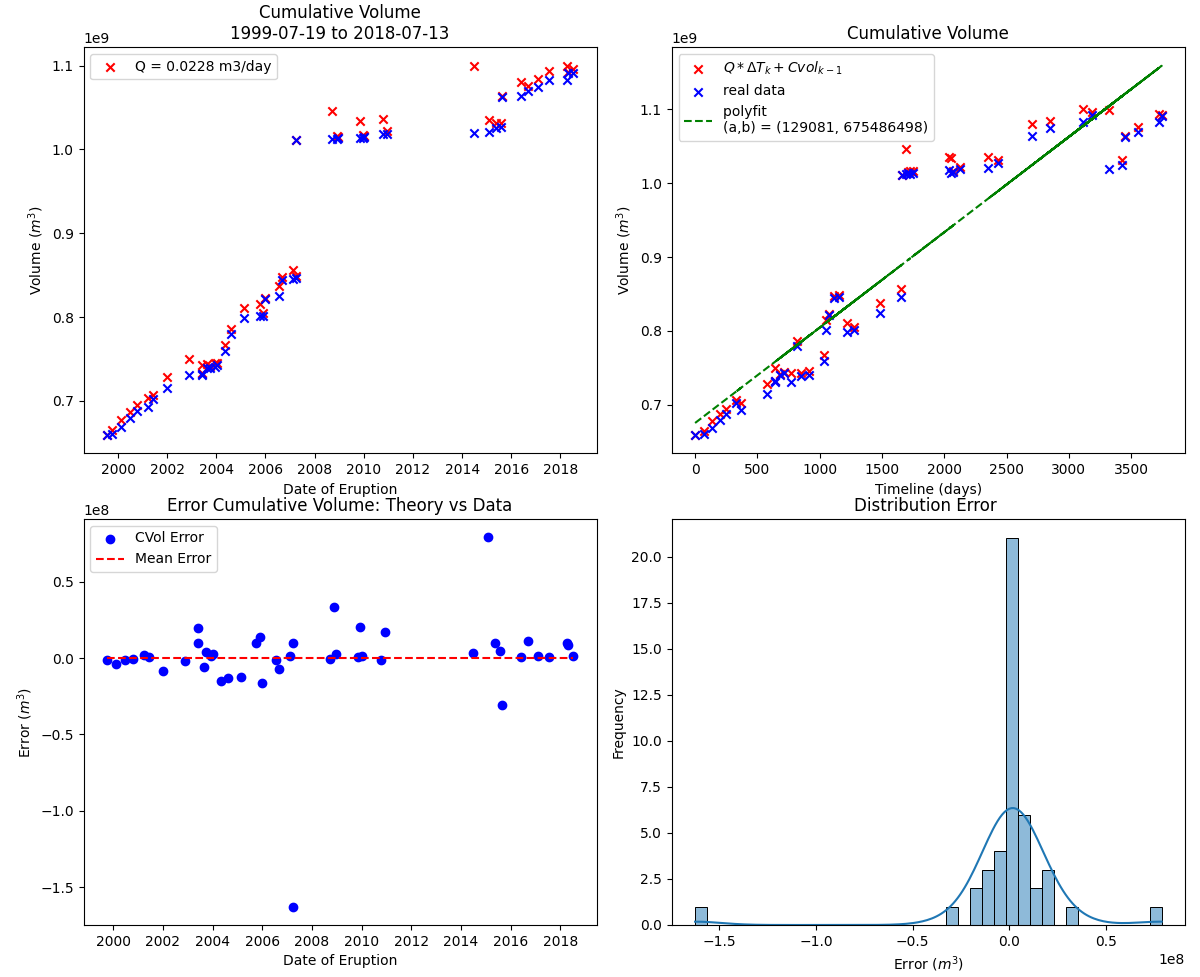 Cumulative Volume
1999-07-19 to 2018-07-13
1e9
Q = 0.0228 m3/day
1.1
1.0
0.9
0.8
0.7
Volume (m³)
2000 2002 2004 2006 2008 2010 2012 2014 2016 2018
Date of Eruption
Cumulative Volume
1e9
Q * ΔTₖ + Cvolₖ₋₁
real data
polyfit
(a,b) = (129081, 675486498)
1.1
1.0
0.9
0.8
0.7
Volume (m³)
0 500 1000 1500 2000 2500 3000 3500
Timeline (days)
Error Cumulative Volume: Theory vs Data
1e8
CVol Error
Mean Error
0.5
0.0
−0.5
−1.0
−1.5
Error (m³)
2000 2002 2004 2006 2008 2010 2012 2014 2016 2018
Date of Eruption
Distribution Error
20.0
17.5
15.0
12.5
10.0
7.5
5.0
2.5
0.0
Frequency
−1.5 −1.0 −0.5 0.0 0.5
1e8
Error (m³)